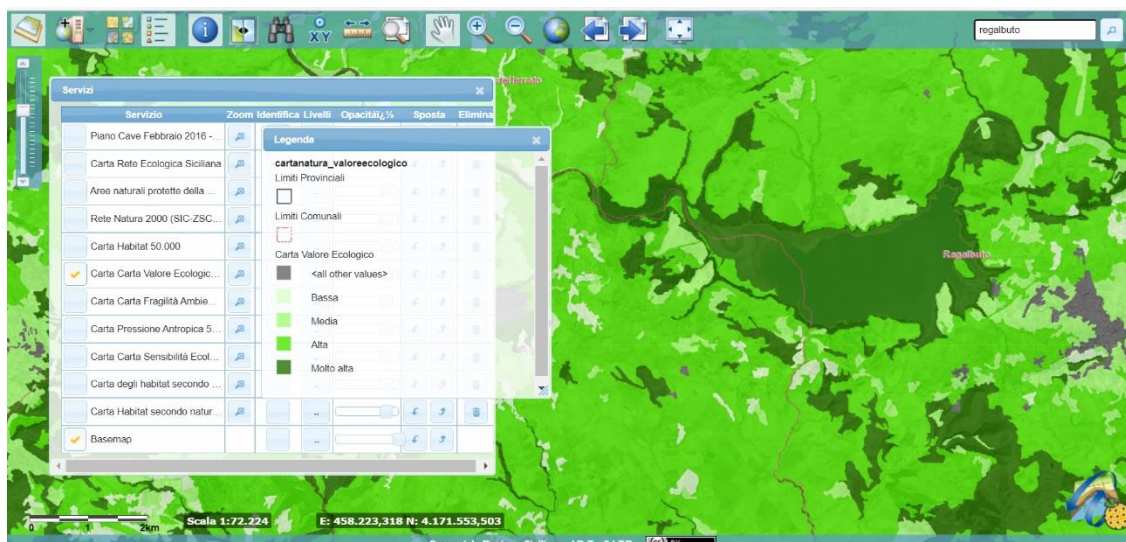 XY
regalbuto
Servizi
Servizio Zoom Identifica Livelli Opacitàï¿½ Sposta Elimina
Piano Cave Febbraio 2016 -...
Carta Rete Ecologica Siciliana
Aree naturali protette della ...
Rete Natura 2000 (SIC-ZSC...
Carta Habitat 50.000
Carta Carta Valore Ecologic...
Carta Carta Fragilità Ambie...
Carta Pressione Antropica 5...
Carta Carta Sensibilità Ecol...
Carta degli habitat secondo ...
Carta Habitat secondo natur...
Basemap
Legenda
cartanatura_valoreecologico
Limiti Provinciali
Limiti Comunali
Carta Valore Ecologico
<all other values>
Bassa
Media
Alta
Molto alta
Regalbuto
0 1 2km
Scala 1:72.224
E: 458.223,318 N: 4.171.553,503